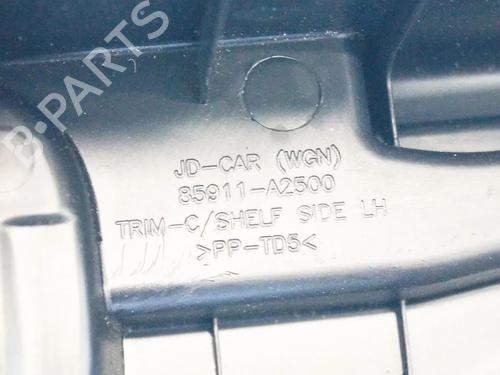 B-PARTS
JD-CAR (WGN)
85911-A2500
TRIM-C/SHELF SIDE LH
>PP-TD5<